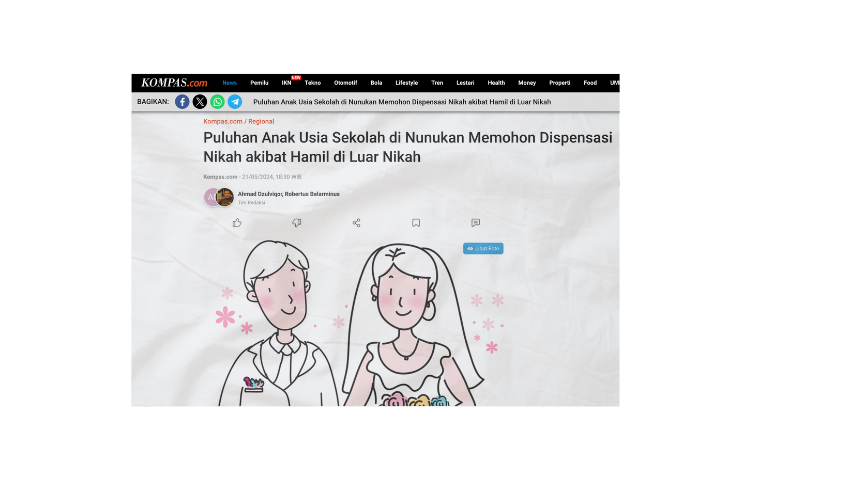 KOMPAS.com News Pemilu IKN NEW Tekno Otomotif Bola Lifestyle Tren Lestari Health Money Properti Food UM
BAGIKAN: Puluhan Anak Usia Sekolah di Nunukan Memohon Dispensasi Nikah akibat Hamil di Luar Nikah
Kompas.com / Regional
Puluhan Anak Usia Sekolah di Nunukan Memohon Dispensasi
Nikah akibat Hamil di Luar Nikah
Kompas.com - 21/05/2024, 18:30 WIB
Ahmad Dzulviqor, Robertus Belarminus
Tim Redaksi
Lihat Foto